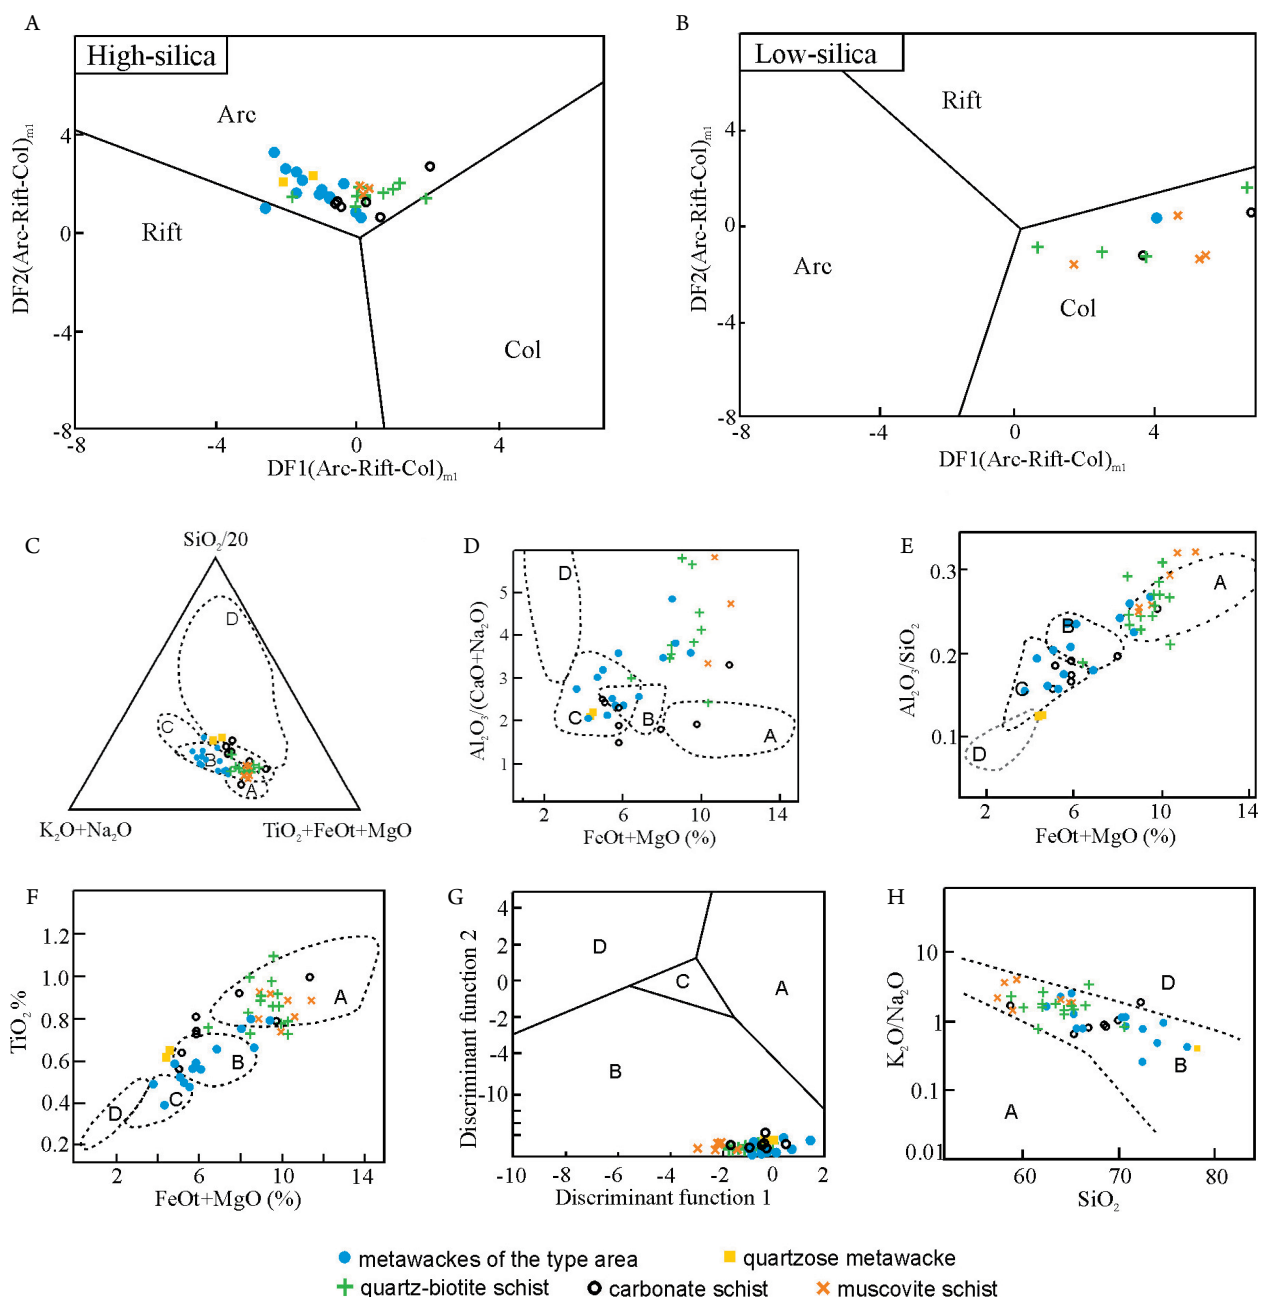 A
High-silica
Arc
Rift
Col
4
0
-4
-8
-8
-4
0
4
DF2(Arc-Rift-Col)m1
DF1(Arc-Rift-Col)m1
B
Low-silica
Rift
Arc
Col
4
0
-4
-8
-8
-4
0
4
DF2(Arc-Rift-Col)m1
DF1(Arc-Rift-Col)m1
C
SiO₂/20
D
C
B
A
K₂O+Na₂O
TiO₂+FeOt+MgO
D
Al₂O₃/(CaO+Na₂O)
5
4
3
2
1
D
C
B
A
2
6
10
14
FeOt+MgO (%)
E
Al₂O₃/SiO₂
0.3
0.2
0.1
A
B
C
D
2
6
10
14
FeOt+MgO (%)
F
TiO₂ %
1.2
1.0
0.8
0.6
0.4
0.2
A
B
C
D
2
6
10
14
FeOt+MgO (%)
G
Discriminant function 2
4
2
0
-2
-4
-10
D
C
A
B
-10
-8
-6
-4
-2
0
2
Discriminant function 1
H
K₂O/Na₂O
10
1
0.1
0.01
D
B
A
60
70
80
SiO₂
metawackes of the type area
quartzose metawacke
quartz-biotite schist
carbonate schist
muscovite schist